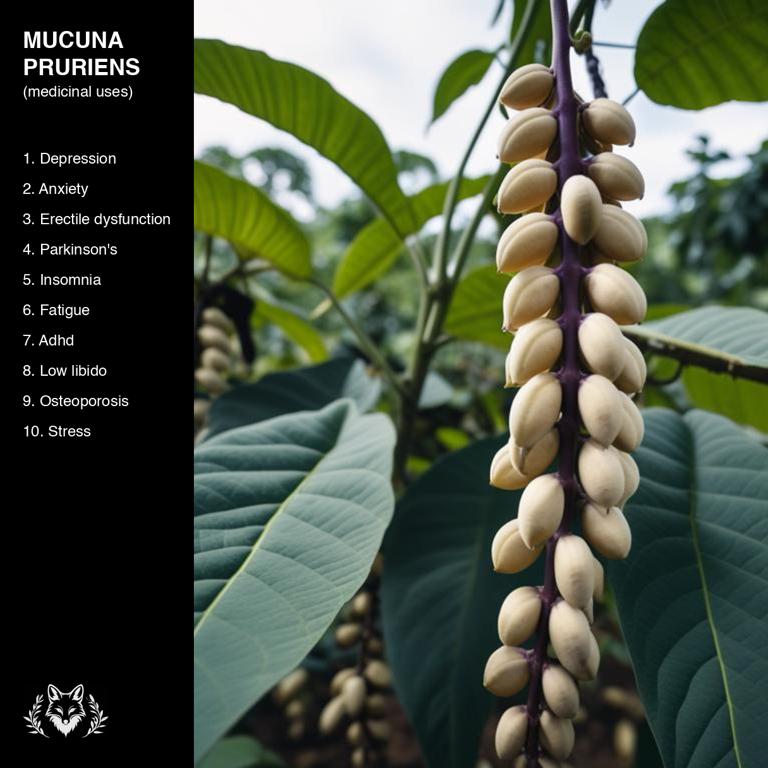 MUCUNA
PRURIENS
(medicinal uses)
1. Depression
2. Anxiety
3. Erectile dysfunction
4. Parkinson's
5. Insomnia
6. Fatigue
7. Adhd
8. Low libido
9. Osteoporosis
10. Stress